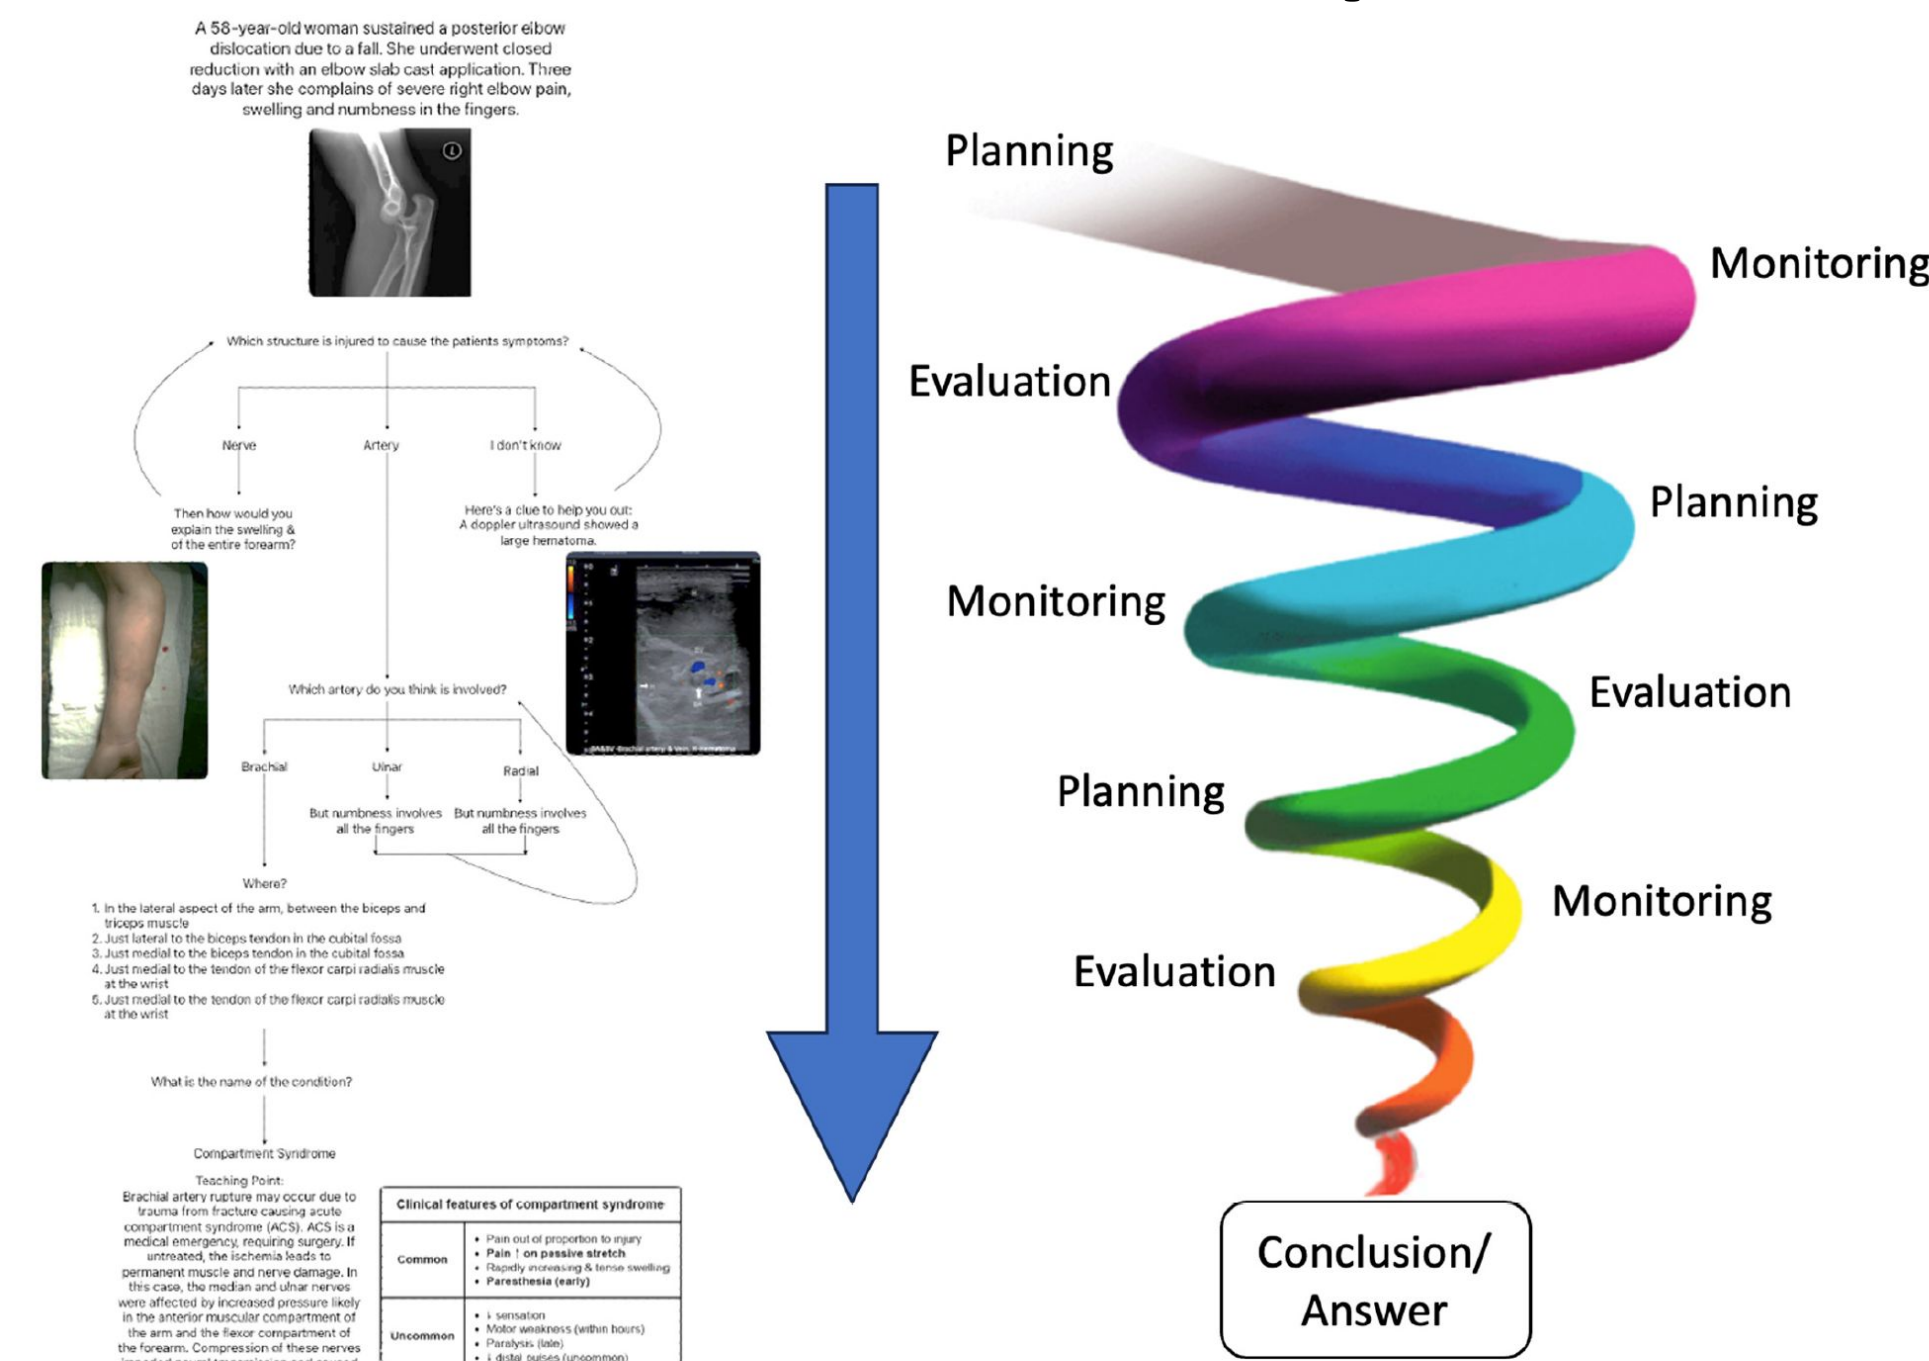 A 58-year-old woman sustained a posterior elbow
dislocation due to a fall. She underwent closed
reduction with an elbow slab cast application. Three
days later she complains of severe right elbow pain,
swelling and numbness in the fingers.
Which structure is injured to cause the patients symptoms?
Nerve
Artery
I don't know
Then how would you
explain the swelling &
of the entire forearm?
Here's a clue to help you out:
A doppler ultrasound showed a
large hematoma.
Which artery do you think is involved?
Brachial
Ulnar
Radial
But numbness involves
all the fingers
But numbness involves
all the fingers
Where?
1. In the lateral aspect of the arm, between the biceps and
triceps muscle
2. Just lateral to the biceps tendon in the cubital fossa
3. Just medial to the biceps tendon in the cubital fossa
4. Just medial to the tendon of the flexor carpi radialis muscle
at the wrist
5. Just medial to the tendon of the flexor carpi radialis muscle
at the wrist
What is the name of the condition?
Compartment Syndrome
Teaching Point:
Brachial artery rupture may occur due to
trauma from fracture causing acute
compartment syndrome (ACS). ACS is a
medical emergency, requiring surgery. If
untreated, the ischemia leads to
permanent muscle and nerve damage. In
this case, the median and ulnar nerves
were affected by increased pressure likely
in the anterior muscular compartment of
the arm and the flexor compartment of
the forearm. Compression of these nerves
Clinical features of compartment syndrome
Common
• Pain out of proportion to injury
• Pain ↑ on passive stretch
• Rapidly increasing & tense swelling
• Paresthesia (early)
Uncommon
• ↓ sensation
• Motor weakness (within hours)
• Paralysis (late)
• ↓ distal pulses (uncommon)
Planning
Monitoring
Evaluation
Planning
Monitoring
Evaluation
Planning
Monitoring
Evaluation
Conclusion/
Answer